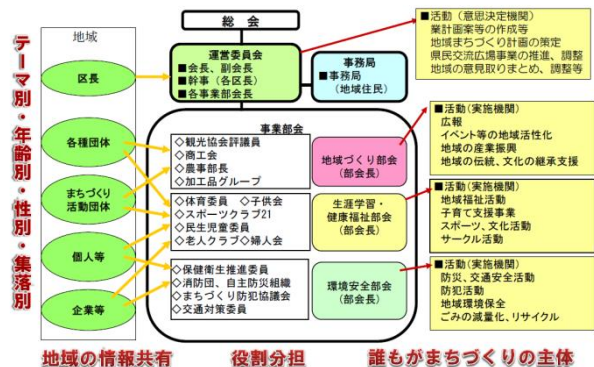 総　会
テーマ別・年齢別・性別・集落別
地域
区長
各種団体
まちづくり
活動団体
個人等
企業等
運営委員会
■会長、副会長
■幹事（各区長）
■各事業部会長
事務局
■事務局
（地域住民）
■活動（意思決定機関）
業計画案等の作成等
地域まちづくり計画の策定
県民交流広場事業の推進、調整
地域の意見取りまとめ、調整等
事業部会
◇観光協会評議員
◇商工会
◇農事部長
◇加工品グループ
地域づくり部会
（部会長）
■活動（実施機関）
広報
イベント等の地域活性化
地域の産業振興
地域の伝統、文化の継承支援
◇体育委員　◇子供会
◇スポーツクラブ21
◇民生児童委員
◇老人クラブ◇婦人会
生涯学習・
健康福祉部会
（部会長）
■活動（実施機関）
地域福祉活動
子育て支援事業
スポーツ、文化活動
サークル活動
◇保健衛生推進委員
◇消防団、自主防災組織
◇まちづくり防犯協議会
◇交通対策委員
環境安全部会
（部会長）
■活動（実施機関）
防災、交通安全活動
防犯活動
地域環境保全
ごみの減量化、リサイクル
地域の情報共有
役割分担
誰もがまちづくりの主体